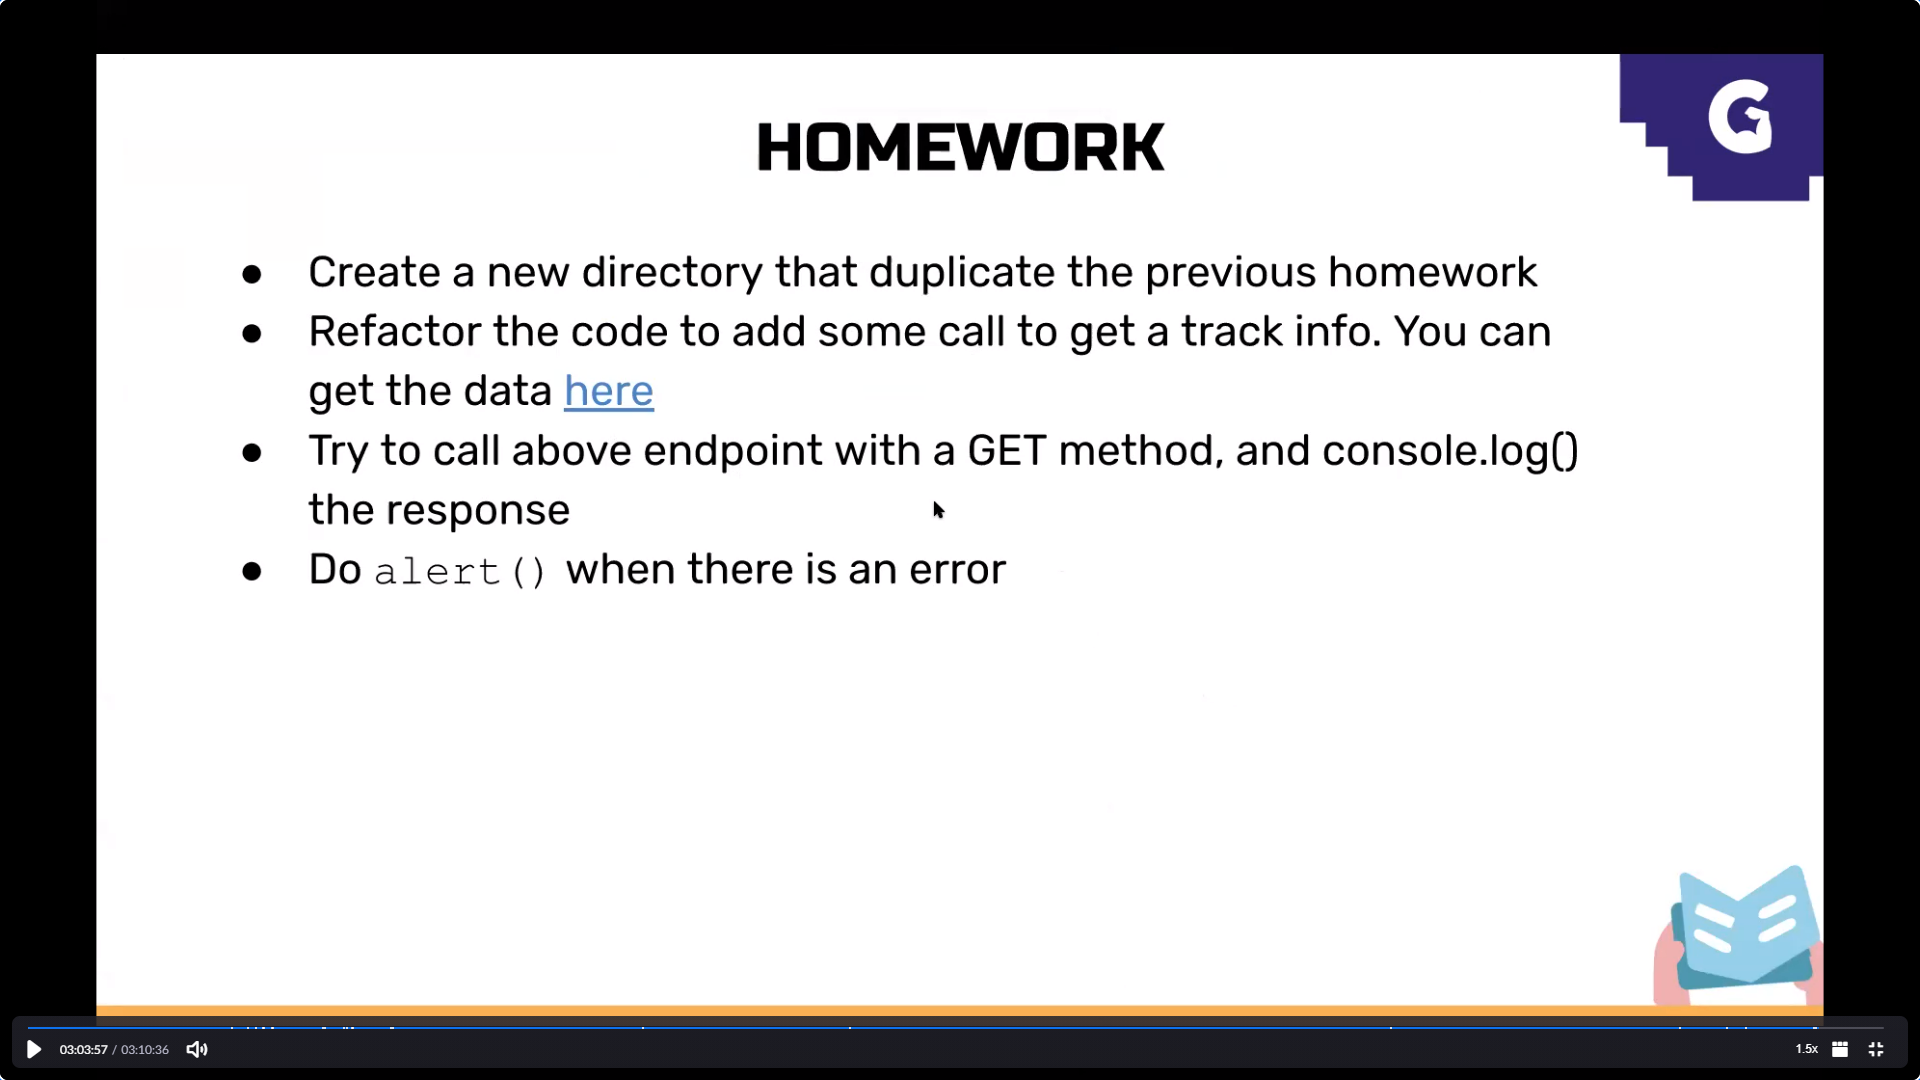 G
HOMEWORK
● Create a new directory that duplicate the previous homework
● Refactor the code to add some call to get a track info. You can
get the data here
● Try to call above endpoint with a GET method, and console.log()
the response
● Do alert() when there is an error
03:03:57 / 03:10:36
1.5x